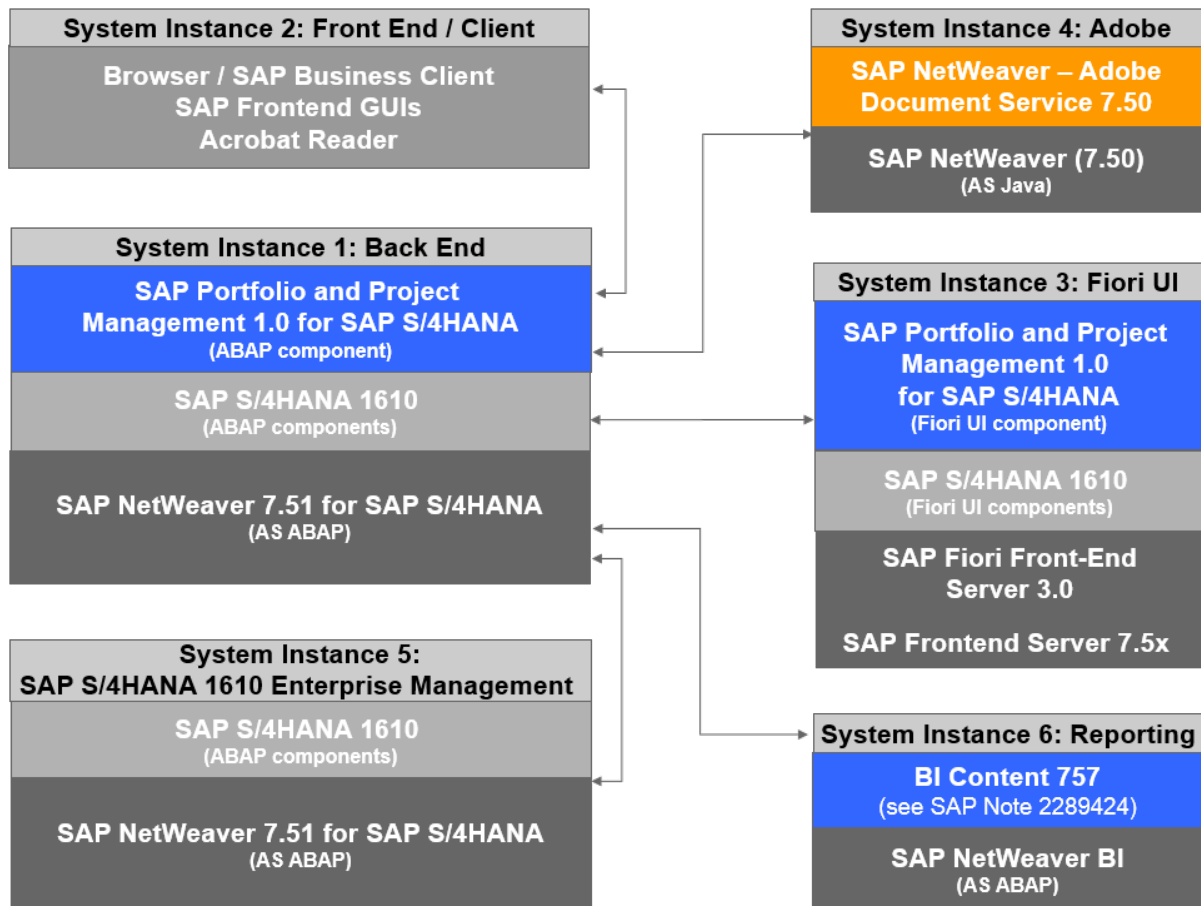 System Instance 2: Front End / Client
Browser / SAP Business Client
SAP Frontend GUIs
Acrobat Reader
System Instance 1: Back End
SAP Portfolio and Project
Management 1.0 for SAP S/4HANA
(ABAP component)
SAP S/4HANA 1610
(ABAP components)
SAP NetWeaver 7.51 for SAP S/4HANA
(AS ABAP)
System Instance 5:
SAP S/4HANA 1610 Enterprise Management
SAP S/4HANA 1610
(ABAP components)
SAP NetWeaver 7.51 for SAP S/4HANA
(AS ABAP)
System Instance 4: Adobe
SAP NetWeaver – Adobe
Document Service 7.50
SAP NetWeaver (7.50)
(AS Java)
System Instance 3: Fiori UI
SAP Portfolio and Project
Management 1.0
for SAP S/4HANA
(Fiori UI component)
SAP S/4HANA 1610
(Fiori UI components)
SAP Fiori Front-End
Server 3.0
SAP Frontend Server 7.5x
System Instance 6: Reporting
BI Content 757
(see SAP Note 2289424)
SAP NetWeaver BI
(AS ABAP)